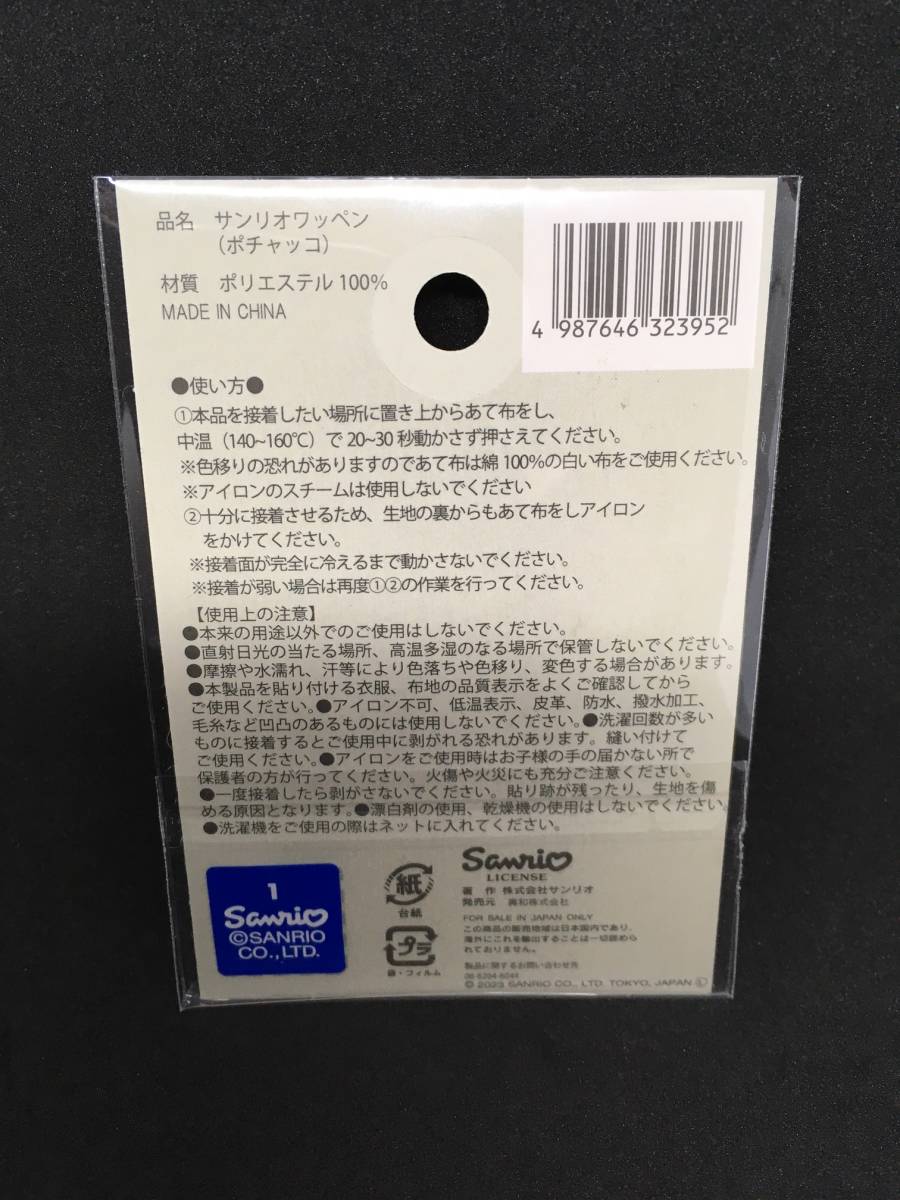 品名 サンリオワッペン
（ポチャッコ）
材質 ポリエステル 100%
MADE IN CHINA
4 987646 323952
●使い方●
①本品を接着したい場所に置き上からあて布をし、
中温（140~160℃）で 20~30 秒動かさず押さえてください。
※色移りの恐れがありますのであて布は綿 100%の白い布をご使用ください。
※アイロンのスチームは使用しないでください
②十分に接着させるため、生地の裏からもあて布をしアイロン
をかけてください。
※接着面が完全に冷えるまで動かさないでください。
※接着が弱い場合は再度①②の作業を行ってください。
【使用上の注意】
●本来の用途以外でのご使用はしないでください。
●直射日光の当たる場所、高温多湿のなる場所で保管しないでください。
●摩擦や水濡れ、汗等により色落ちや色移り、変色する場合があります。
●本製品を貼り付ける衣服、布地の品質表示をよくご確認してから
ご使用ください。●アイロン不可、低温表示、皮革、防水、撥水加工、
毛糸など凹凸のあるものには使用しないでください。●洗濯回数が多い
ものに接着するとご使用中に剥がれる恐れがあります。縫い付けて
ご使用ください。●アイロンをご使用時はお子様の手の届かない所で
保護者の方が行ってください。火傷や火災にも充分ご注意ください。
●一度接着したら剥がさないでください。貼り跡が残ったり、生地を傷
める原因となります。●漂白剤の使用、乾燥機の使用はしないでください。
●洗濯機をご使用の際はネットに入れてください。
1
Sanrio
©SANRIO
CO.,LTD.
紙
台紙
プラ
袋・フィルム
Sanrio
LICENSE
著 作 株式会社サンリオ
発売元 興和株式会社
FOR SALE IN JAPAN ONLY
この商品の販売地域は日本国内であり、
海外にこれを輸出することは一切認めら
れておりません。
製品に関するお問い合わせ先
06-6204-6044
© 2023 SANRIO CO., LTD. TOKYO, JAPAN Ⓛ